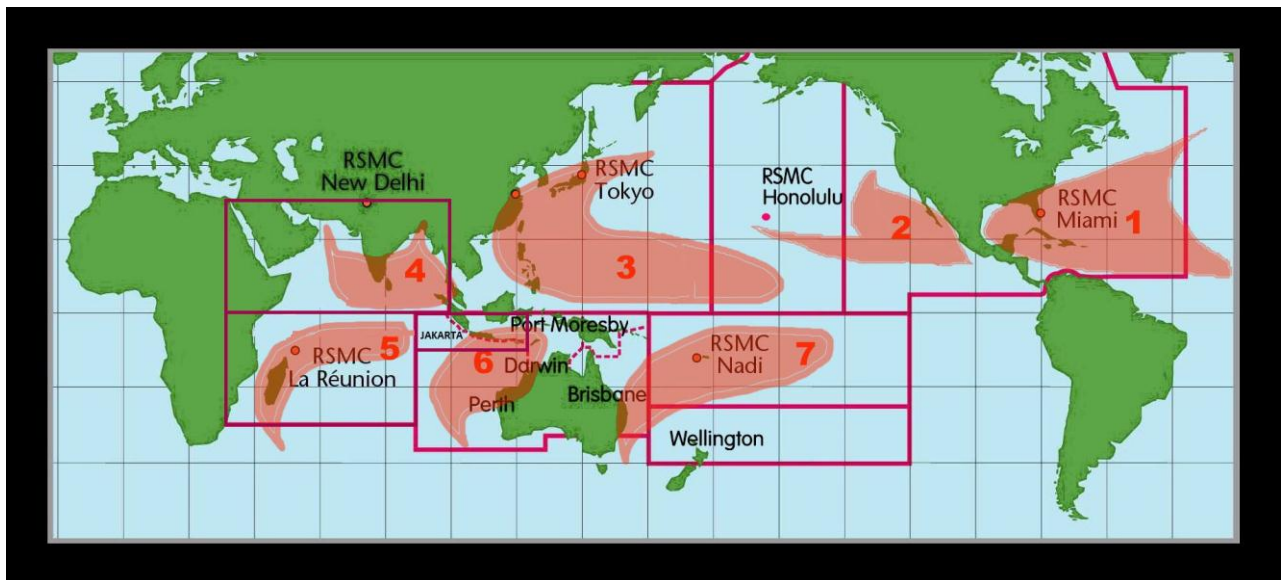 RSMC
New Delhi
RSMC
Tokyo
RSMC
Honolulu
RSMC
Miami
1
2
3
4
5
RSMC
La Réunion
JAKARTA
6
Port Moresby
Darwin
Perth
Brisbane
RSMC
Nadi
7
Wellington